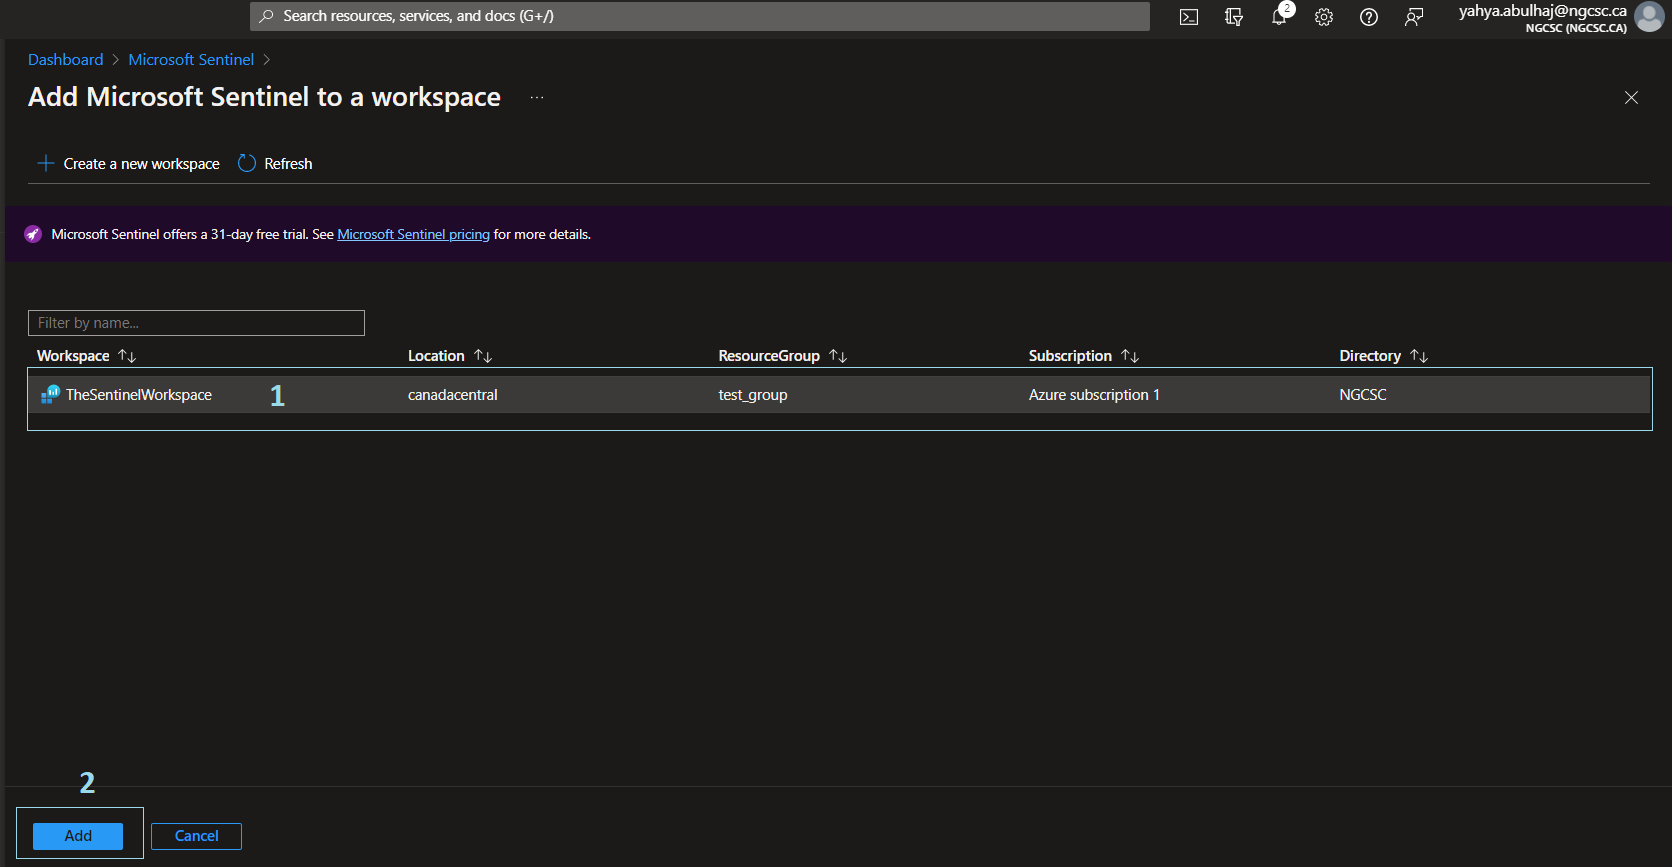 Search resources, services, and docs (G+/)
2
yahya.abulhaj@ngcsc.ca
NGCSC (NGCSC.CA)
Dashboard > Microsoft Sentinel >
Add Microsoft Sentinel to a workspace ...
Create a new workspace Refresh
Microsoft Sentinel offers a 31-day free trial. See Microsoft Sentinel pricing for more details.
Filter by name...
Workspace ↑↓ Location ↑↓ ResourceGroup ↑↓ Subscription ↑↓ Directory ↑↓
TheSentinelWorkspace 1 canadacentral test_group Azure subscription 1 NGCSC
2
Add Cancel